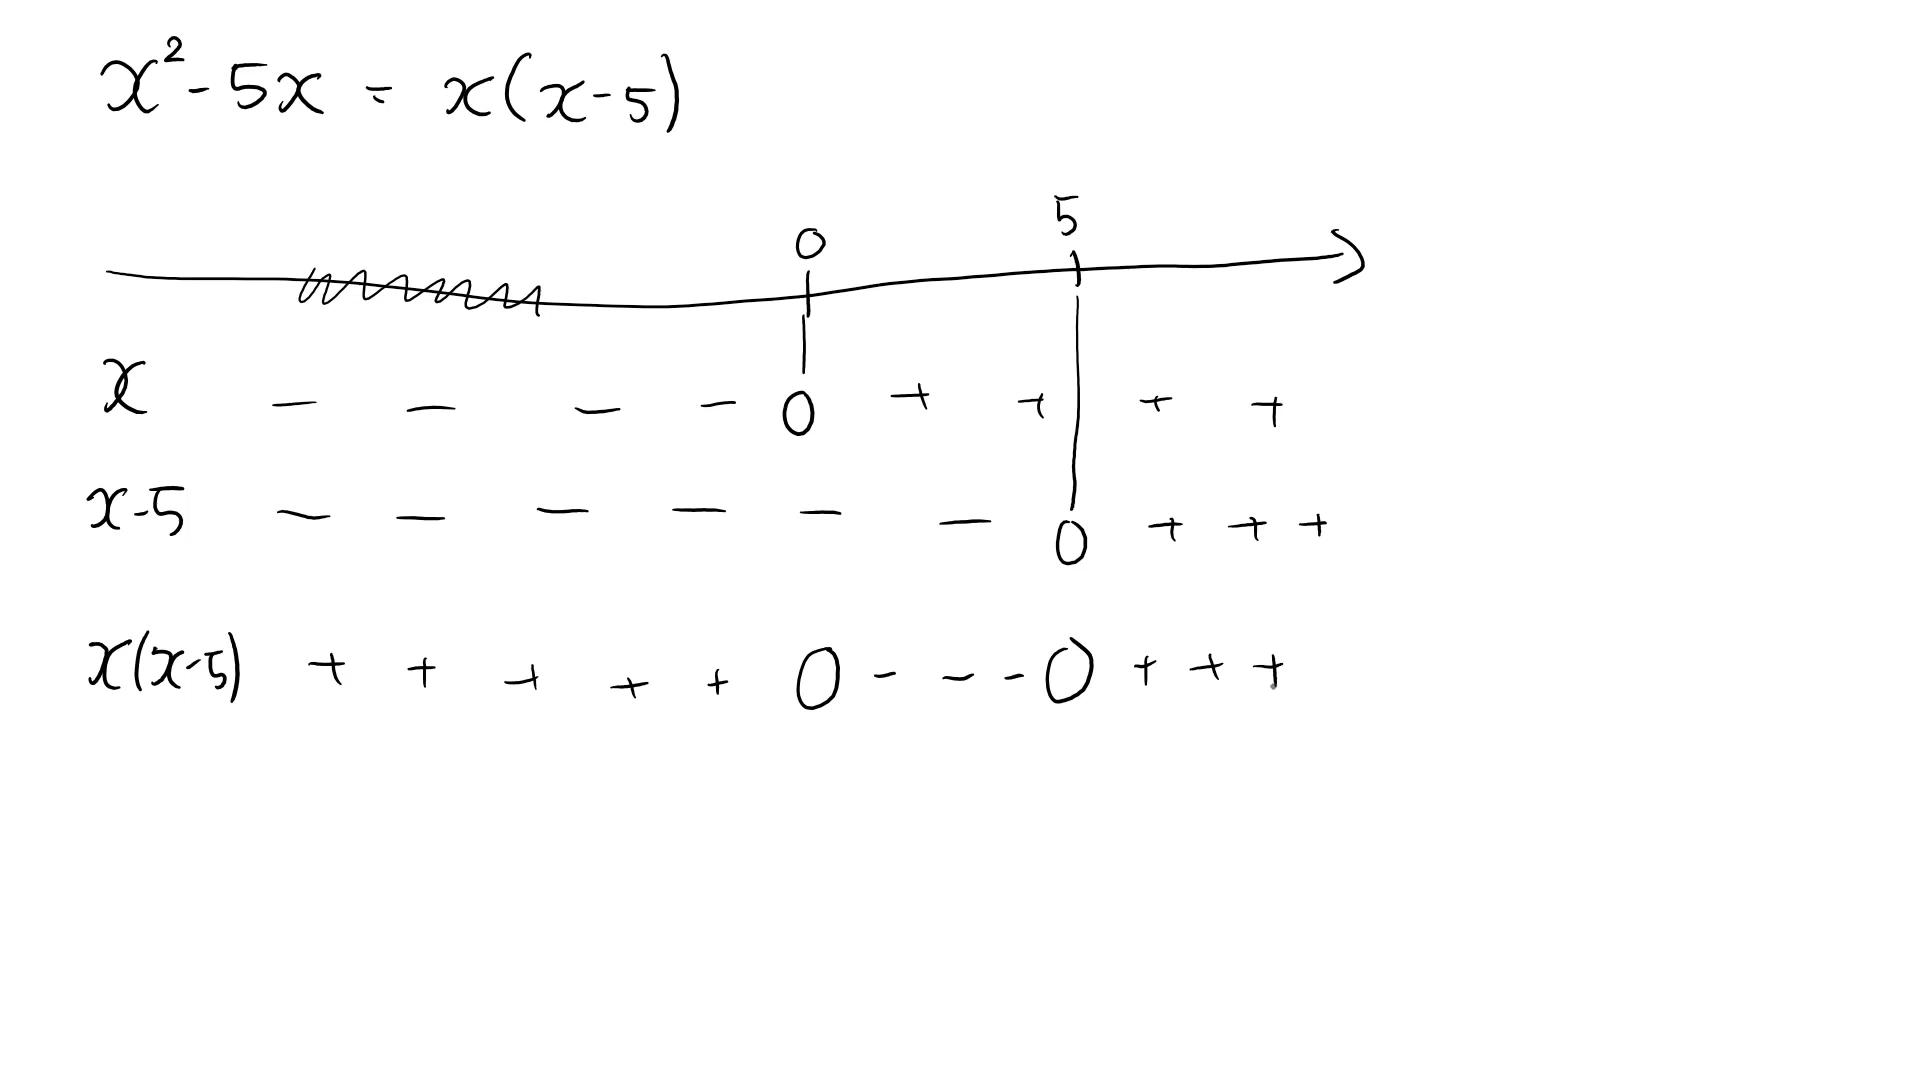 x² - 5x = x(x-5)
0 5
x - - - - 0 + + + +
x-5 - - - - - - 0 + + +
x(x-5) + + + + + 0 - - - 0 + + +